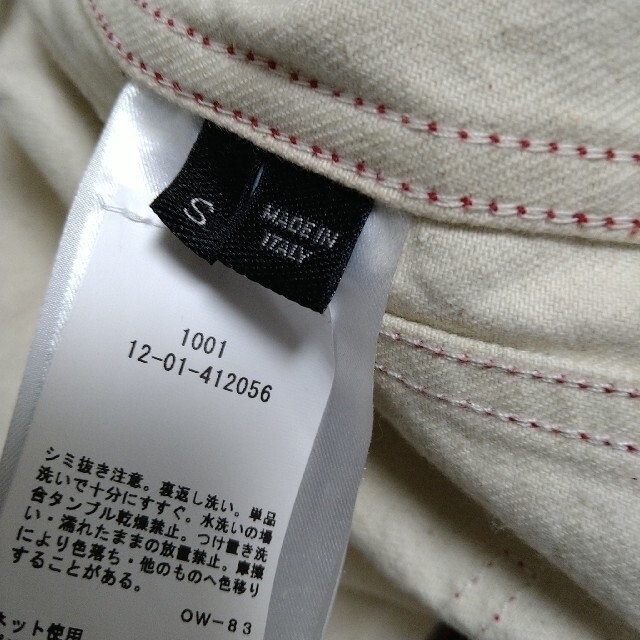 S
MADE IN
ITALY
1001
12-01-412056
シミ抜き注意。裏返し洗い。単品
洗いで十分にすすぐ。水洗いの場
合タンブル乾燥禁止。つけ置き洗
・濡れたままの放置禁止。摩擦
により色落ち・他のものへ色移り
することがある。
OW-83
ネット使用